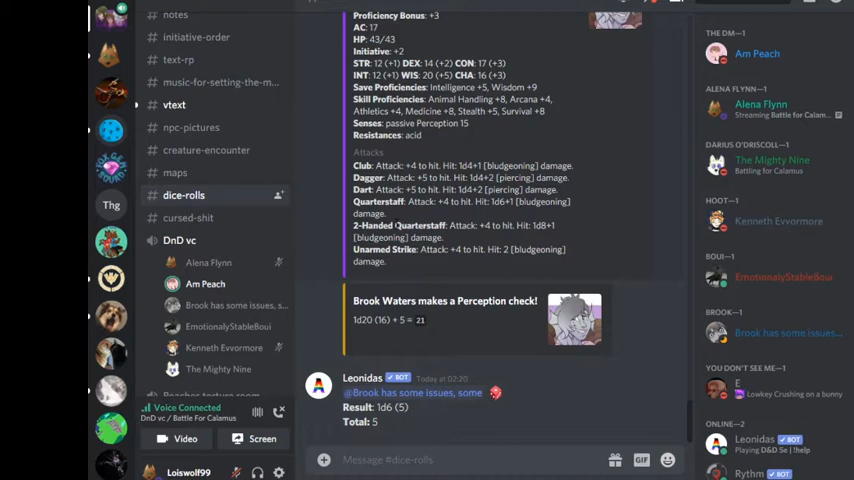 # notes
# initiative-order
# text-rp
# music-for-setting-the-m...
# vtext
# npc-pictures
# creature-encounter
# maps
# dice-rolls
# cursed-shit
DnD vc
Alena Flynn
Am Peach
Brook has some issues, s...
EmotionalyStableBoui
Kenneth Evvormore
The Mighty Nine
Voice Connected
DnD vc / Battle For Calamus
Video
Screen
Loiswolf99
Thg
Proficiency Bonus: +3
AC: 17
HP: 43/43
Initiative: +2
STR: 12 (+1) DEX: 14 (+2) CON: 17 (+3)
INT: 12 (+1) WIS: 20 (+5) CHA: 16 (+3)
Save Proficiencies: Intelligence +5, Wisdom +9
Skill Proficiencies: Animal Handling +8, Arcana +4,
Athletics +4, Medicine +8, Stealth +5, Survival +8
Senses: passive Perception 15
Resistances: acid
Attacks
Club: Attack: +4 to hit. Hit: 1d4+1 [bludgeoning] damage.
Dagger: Attack: +5 to hit. Hit: 1d4+2 [piercing] damage.
Dart: Attack: +5 to hit. Hit: 1d4+2 [piercing] damage.
Quarterstaff: Attack: +4 to hit. Hit: 1d6+1 [bludgeoning]
damage.
2-Handed Quarterstaff: Attack: +4 to hit. Hit: 1d8+1
[bludgeoning] damage.
Unarmed Strike: Attack: +4 to hit. Hit: 2 [bludgeoning]
damage.
Brook Waters makes a Perception check!
1d20 (16) + 5 = 21
Leonidas BOT Today at 02:20
@Brook has some issues, some
Result: 1d6 (5)
Total: 5
Message #dice-rolls
GIF
THE DM—1
Am Peach
ALENA FLYNN—1
Alena Flynn
Streaming Battle for Calamu...
DARIUS O'DRISCOLL—1
The Mighty Nine
Battling for Calamus
HOOT—1
Kenneth Evvormore
BOUI—1
EmotionalyStableBoui
BROOK—1
Brook has some issues...
YOU DON'T SEE ME—1
E
Lowkey Crushing on a bunny
ONLINE—2
Leonidas BOT
Playing D&D Se | !help
Rythm BOT